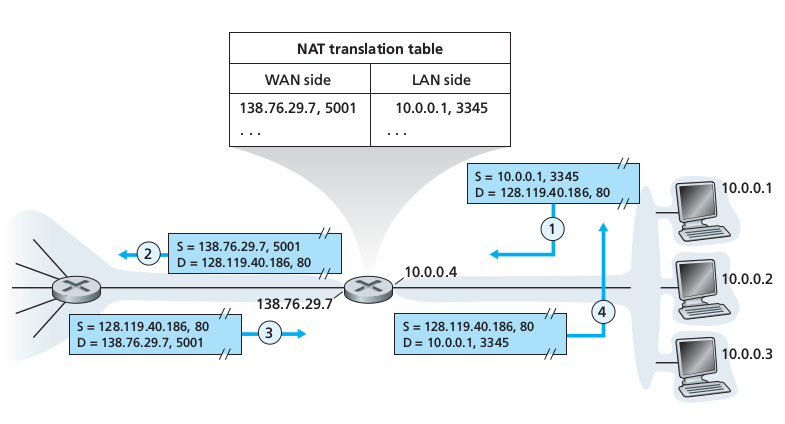 NAT translation table
WAN side
LAN side
138.76.29.7, 5001
10.0.0.1, 3345
. . .
. . .
S = 10.0.0.1, 3345
D = 128.119.40.186, 80
10.0.0.1
1
2
S = 138.76.29.7, 5001
D = 128.119.40.186, 80
10.0.0.4
10.0.0.2
138.76.29.7
4
S = 128.119.40.186, 80
D = 138.76.29.7, 5001
3
S = 128.119.40.186, 80
D = 10.0.0.1, 3345
10.0.0.3